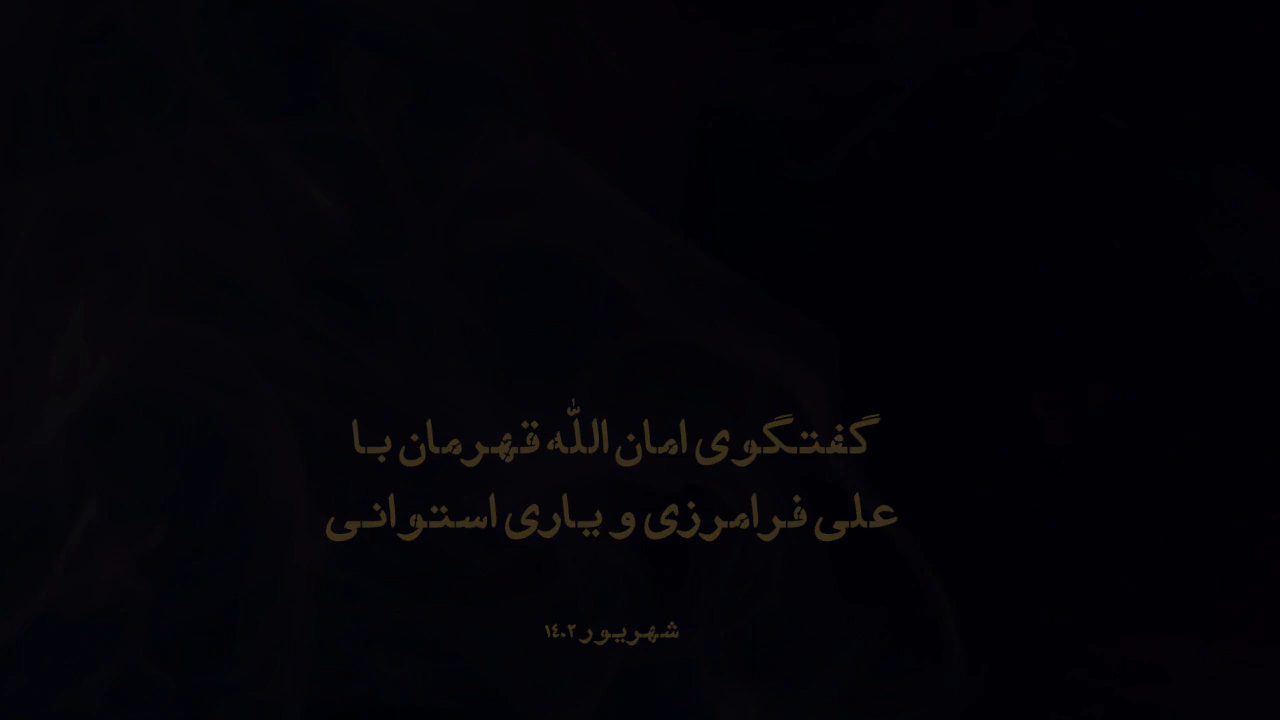 گفتگوی امان الله قهرمان با
علی فرامرزی و یاری استوانی
شهریور ۱۴۰۲